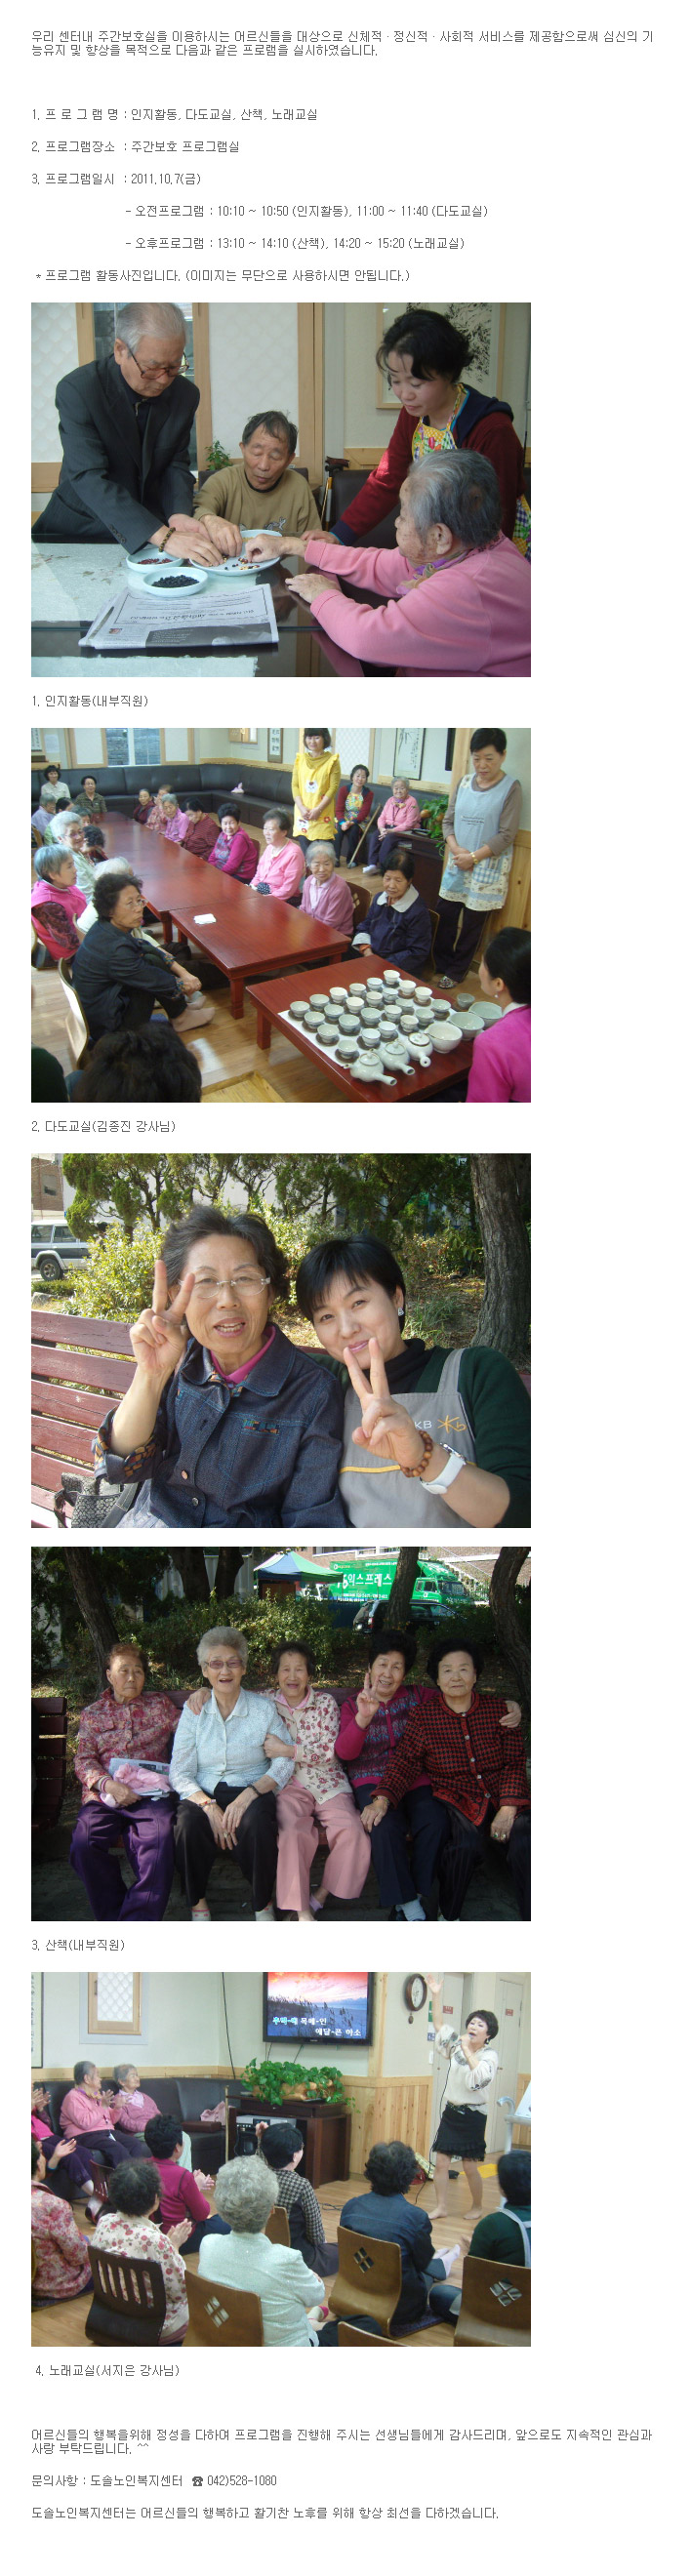 우리 센터내 주간보호실을 이용하시는 어르신들을 대상으로 신체적·정신적·사회적 서비스를 제공함으로써 심신의 기
능유지 및 향상을 목적으로 다음과 같은 프로램을 실시하였습니다.
1. 프 로 그 램 명 : 인지활동, 다도교실, 산책, 노래교실
2. 프로그램장소 : 주간보호 프로그램실
3. 프로그램일시 : 2011.10.7(금)
- 오전프로그램 : 10:10 ~ 10:50 (인지활동), 11:00 ~ 11:40 (다도교실)
- 오후프로그램 : 13:10 ~ 14:10 (산책), 14:20 ~ 15:20 (노래교실)
* 프로그램 활동사진입니다. (이미지는 무단으로 사용하시면 안됩니다.)
1. 인지활동(내부직원)
2. 다도교실(김종진 강사님)
KB
익스프레스
3. 산책(내부직원)
추억-에 목메-인
애달-픈 미소
4. 노래교실(서지은 강사님)
어르신들의 행복을위해 정성을 다하며 프로그램을 진행해 주시는 선생님들에게 감사드리며, 앞으로도 지속적인 관심과
사랑 부탁드립니다. ^^
문의사항 : 도솔노인복지센터 ☎ 042)528-1080
도솔노인복지센터는 어르신들의 행복하고 활기찬 노후를 위해 항상 최선을 다하겠습니다.